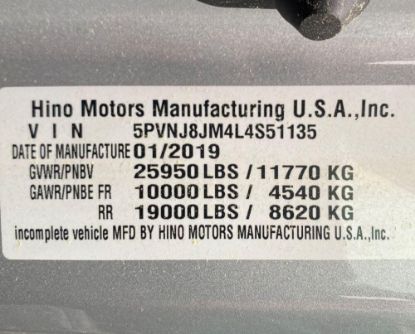 Hino Motors Manufacturing U.S.A.,Inc.
V I N 5PVNJ8JM4L4S51135
DATE OF MANUFACTURE 01/2019
GVWR/PNBV 25950 LBS / 11770 KG
GAWR/PNBE FR 10000 LBS / 4540 KG
RR 19000 LBS / 8620 KG
incomplete vehicle MFD BY HINO MOTORS MANUFACTURING U.S.A.,Inc.